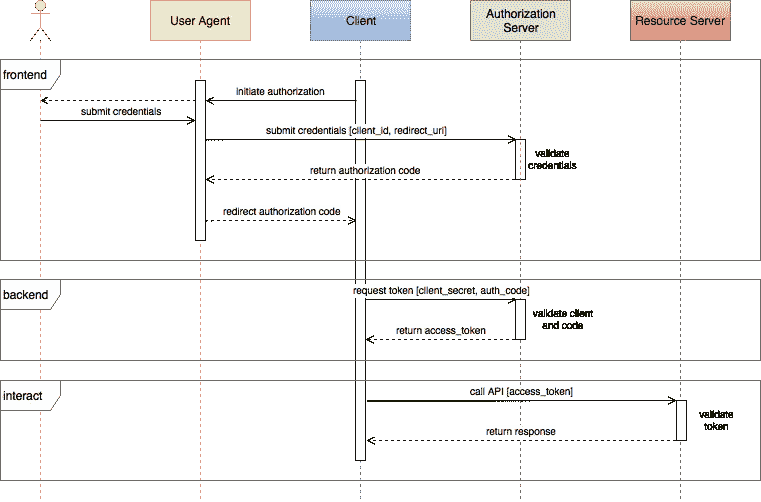 User Agent
Client
Authorization
Server
Resource Server
frontend
initiate authorization
submit credentials
submit credentials [client_id, redirect_uri]
validate
credentials
return authorization code
redirect authorization code
backend
request token [client_secret, auth_code]
validate client
and code
return access_token
interact
call API [access_token]
validate
token
return response